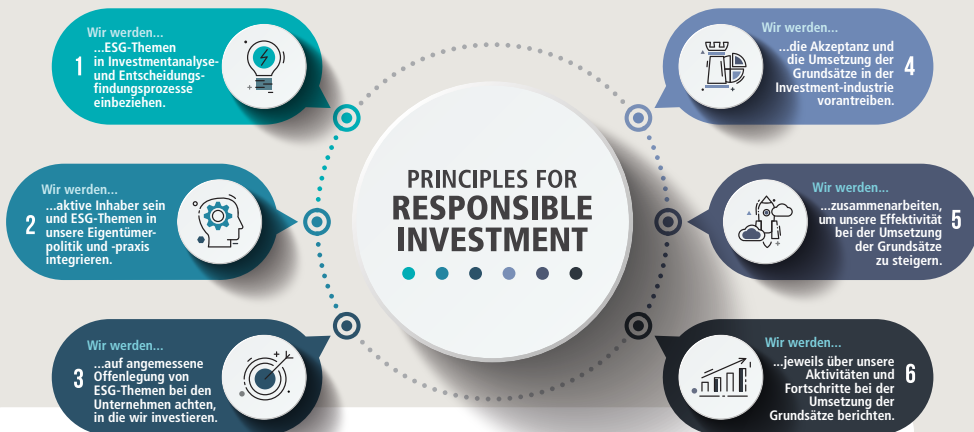 Wir werden...
...ESG-Themen
in Investmentanalyse-
und Entscheidungs-
findungsprozesse
einbeziehen.
1
Wir werden...
...aktive Inhaber sein
und ESG-Themen in
unsere Eigentümer-
politik und -praxis
integrieren.
2
Wir werden...
...auf angemessene
Offenlegung von
ESG-Themen bei den
Unternehmen achten,
in die wir investieren.
3
PRINCIPLES FOR
RESPONSIBLE
INVESTMENT
Wir werden...
...die Akzeptanz und
die Umsetzung der
Grundsätze in der
Investment-industrie
vorantreiben.
4
Wir werden...
...zusammenarbeiten,
um unsere Effektivität
bei der Umsetzung
der Grundsätze
zu steigern.
5
Wir werden...
...jeweils über unsere
Aktivitäten und
Fortschritte bei der
Umsetzung der
Grundsätze berichten.
6